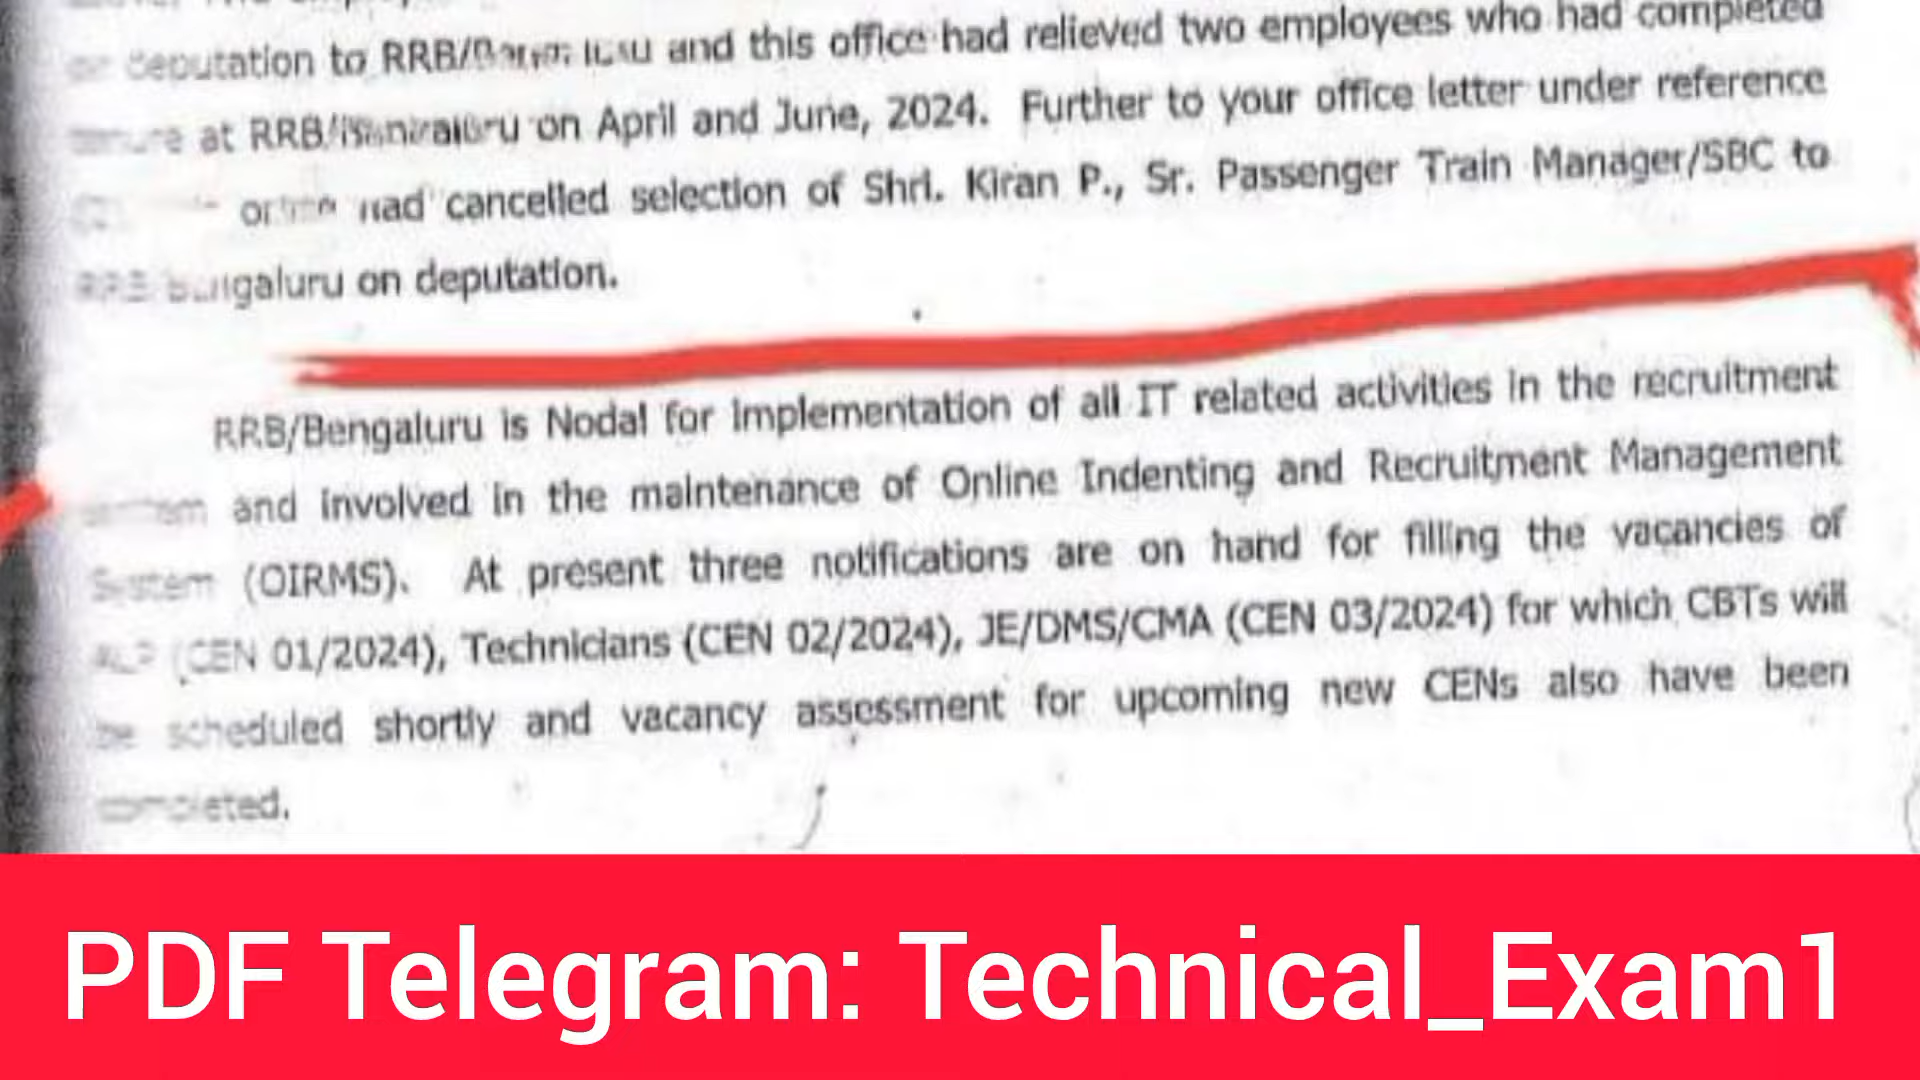 deputation to RRB/ and this office had relieved two employees who had completed
at RRB/ on April and June, 2024. Further to your office letter under reference
had cancelled selection of Shri. Kiran P., Sr. Passenger Train Manager/SBC to
on deputation.
RRB/Bengaluru is Nodal for implementation of all IT related activities in the recruitment
and involved in the maintenance of Online Indenting and Recruitment Management
System (OIRMS). At present three notifications are on hand for filling the vacancies of
ALP (CEN 01/2024), Technicians (CEN 02/2024), JE/DMS/CMA (CEN 03/2024) for which CBTs will
be scheduled shortly and vacancy assessment for upcoming new CENs also have been
completed.
PDF Telegram: Technical_Exam1